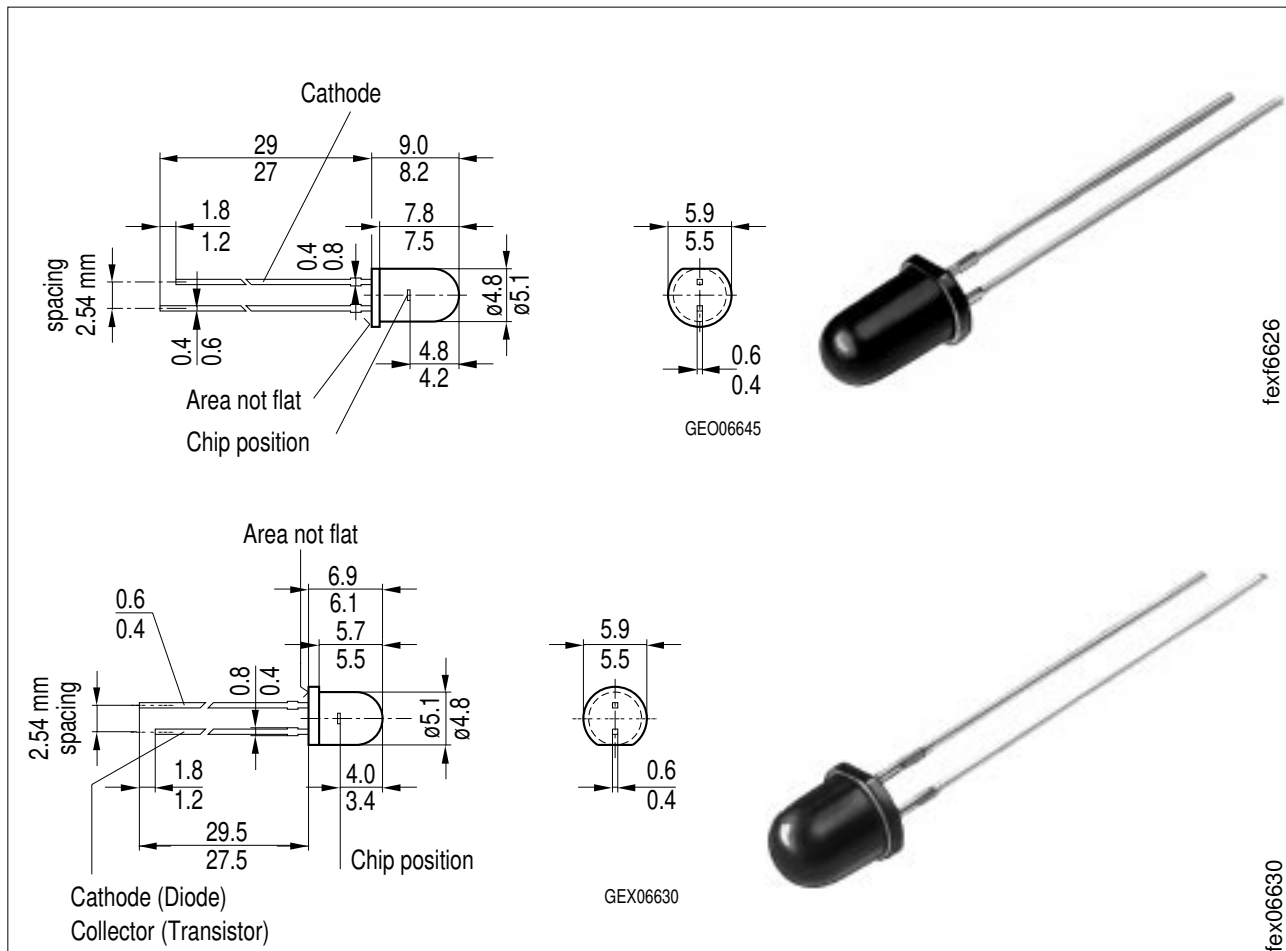 Cathode
29
27
9.0
8.2
7.8
7.5
1.8
1.2
0.4
0.8
spacing
2.54 mm
0.4
0.6
ø4.8
ø5.1
4.8
4.2
Area not flat
Chip position
5.9
5.5
0.6
0.4
GEO06645
fexf6626
Area not flat
6.9
6.1
5.7
5.5
0.6
0.4
0.8
0.4
2.54 mm
spacing
ø5.1
ø4.8
1.8
1.2
4.0
3.4
29.5
27.5
Chip position
Cathode (Diode)
Collector (Transistor)
5.9
5.5
0.6
0.4
GEX06630
fex06630